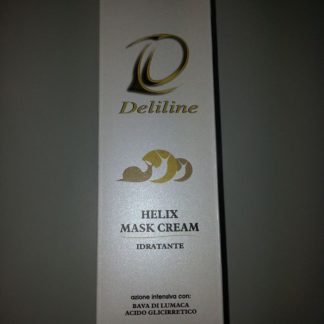 Deliline
HELIX
MASK CREAM
IDRATANTE
azione intensiva con:
BAVA DI LUMACA
ACIDO GLICIRRETICO